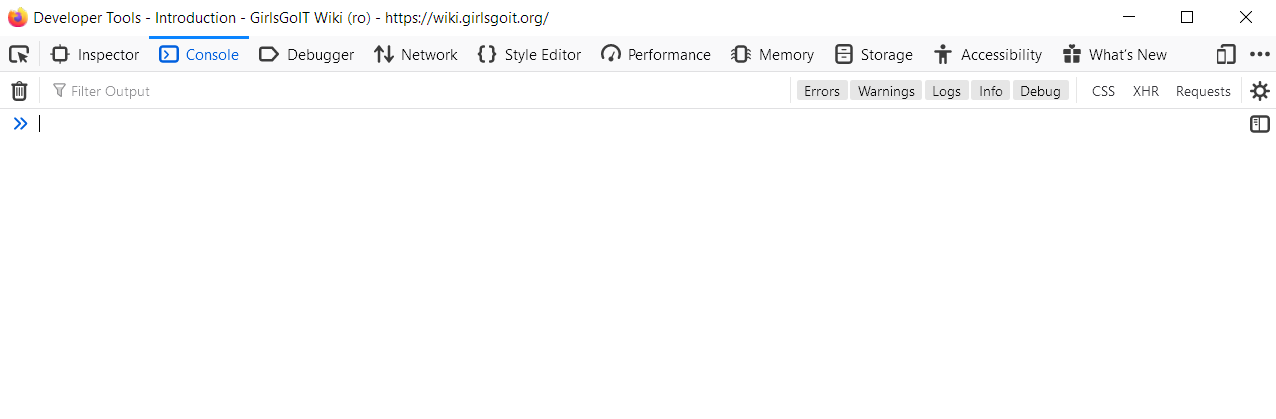 Developer Tools - Introduction - GirlsGoIT Wiki (ro) - https://wiki.girlsgoit.org/
Inspector Console Debugger Network Style Editor Performance Memory Storage Accessibility What's New
Filter Output Errors Warnings Logs Info Debug CSS XHR Requests